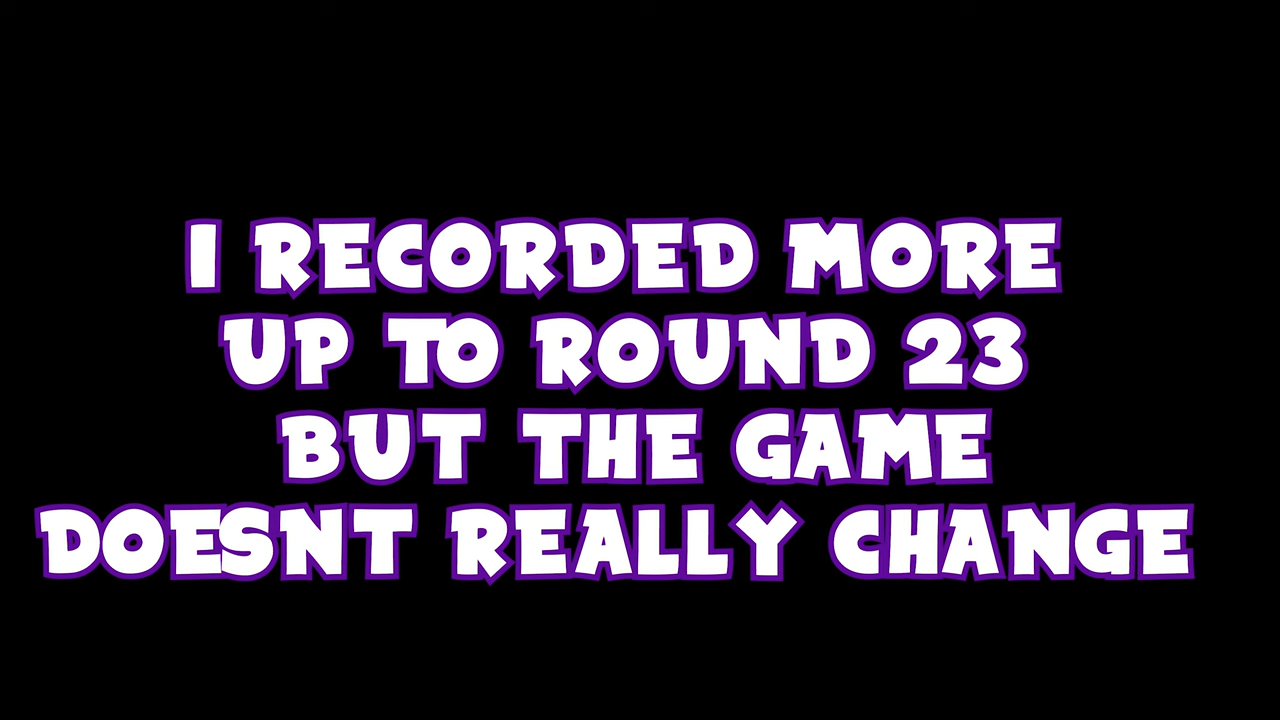 I RECORDED MORE
UP TO ROUND 23
BUT THE GAME
DOESNT REALLY CHANGE